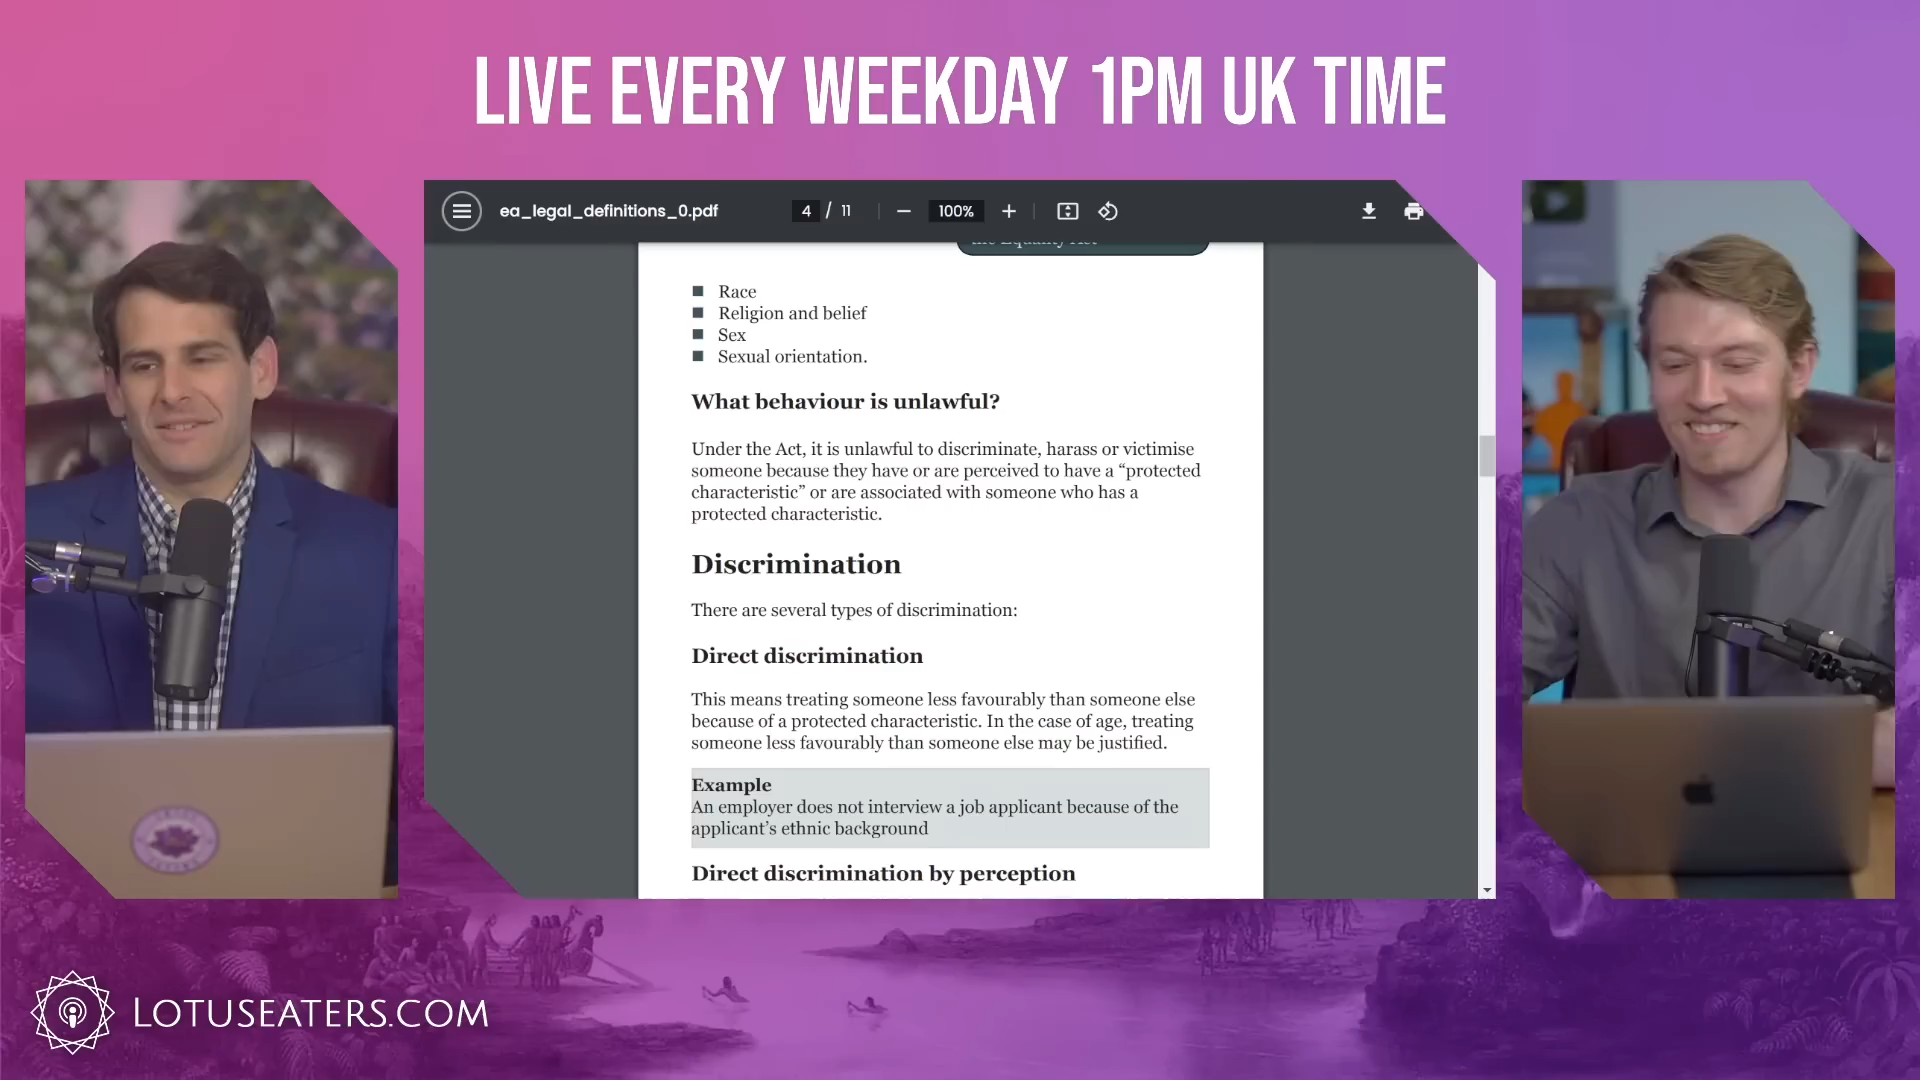 LIVE EVERY WEEKDAY 1PM UK TIME
ea_legal_definitions_0.pdf
4 / 11
100%
the Equality Act
Race
Religion and belief
Sex
Sexual orientation.
What behaviour is unlawful?
Under the Act, it is unlawful to discriminate, harass or victimise
someone because they have or are perceived to have a “protected
characteristic” or are associated with someone who has a
protected characteristic.
Discrimination
There are several types of discrimination:
Direct discrimination
This means treating someone less favourably than someone else
because of a protected characteristic. In the case of age, treating
someone less favourably than someone else may be justified.
Example
An employer does not interview a job applicant because of the
applicant’s ethnic background
Direct discrimination by perception
LOTUSEATERS.COM